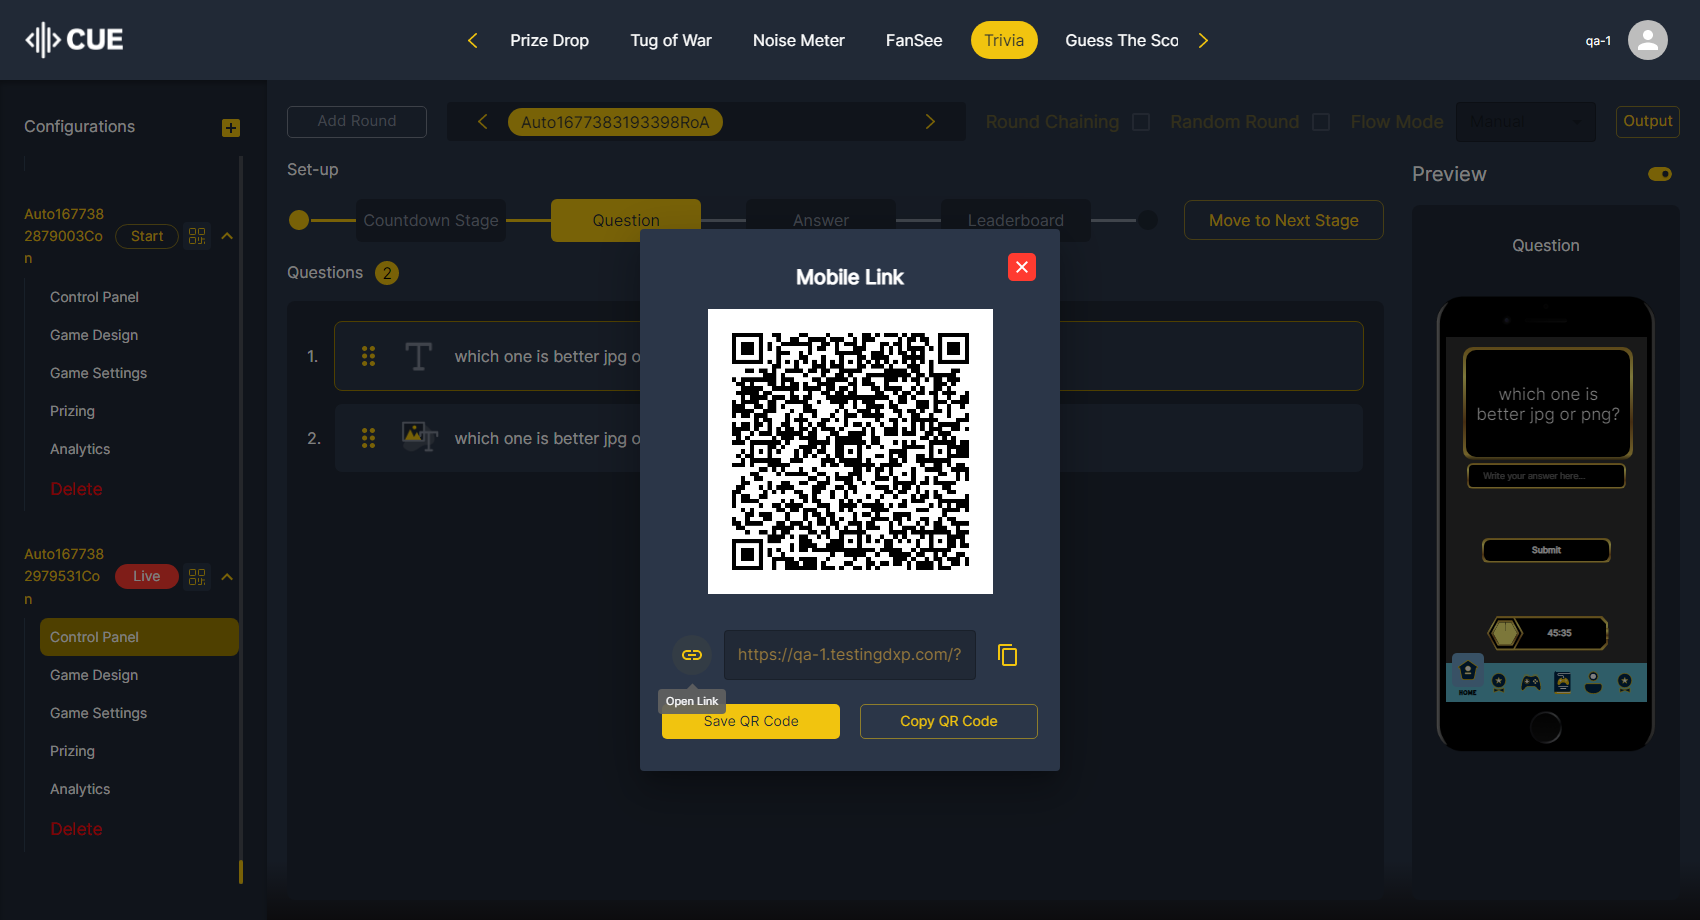 CUE
Prize Drop
Tug of War
Noise Meter
FanSee
Trivia
Guess The Sco
qa-1
Configurations
Add Round
Auto1677383193398RoA
Round Chaining
Random Round
Flow Mode
Manual
Output
Set-up
Preview
Auto167738
2879003Co
n
Start
Countdown Stage
Question
Answer
Leaderboard
Move to Next Stage
Questions
2
Question
Control Panel
Game Design
Game Settings
Prizing
Analytics
Delete
1.
which one is better jpg o
2.
which one is better jpg o
Mobile Link
https://qa-1.testingdxp.com/?
Open Link
Save QR Code
Copy QR Code
which one is
better jpg or png?
Write your answer here...
Submit
45:35
HOME
Auto167738
2979531Co
n
Live
Control Panel
Game Design
Game Settings
Prizing
Analytics
Delete